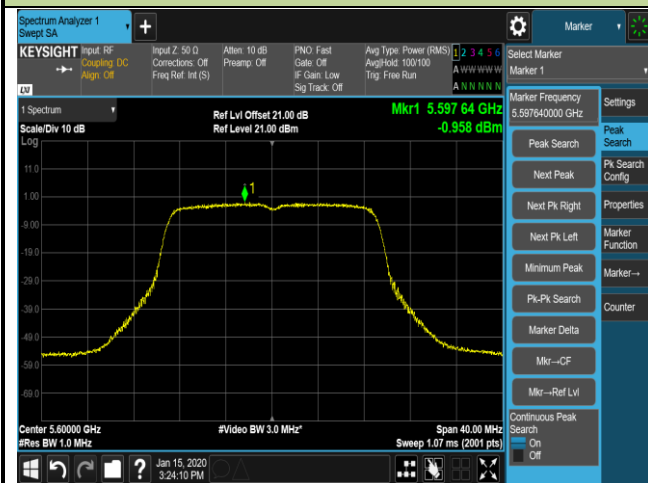 Spectrum Analyzer 1
Swept SA
+
Marker
KEYSIGHT
Input: RF
Coupling: DC
Align: Off
Input Z: 50 Ω
Corrections: Off
Freq Ref: Int (S)
Atten: 10 dB
Preamp: Off
PNO: Fast
Gate: Off
IF Gain: Low
Sig Track: Off
Avg Type: Power (RMS)
Avg|Hold: 100/100
Trig: Free Run
1 2 3 4 5 6
A W W W W W
A N N N N N
LXI
Select Marker
Marker 1
1 Spectrum
Scale/Div 10 dB
Log
Ref Lvl Offset 21.00 dB
Ref Level 21.00 dBm
Mkr1 5.597 64 GHz
-0.958 dBm
11.0
1.00
-9.00
-19.0
-29.0
-39.0
-49.0
-59.0
-69.0
1
Center 5.60000 GHz
#Res BW 1.0 MHz
#Video BW 3.0 MHz*
Span 40.00 MHz
Sweep 1.07 ms (2001 pts)
Marker Frequency
5.597640000 GHz
Peak Search
Next Peak
Next Pk Right
Next Pk Left
Minimum Peak
Pk-Pk Search
Marker Delta
Mkr→CF
Mkr→Ref Lvl
Continuous Peak
Search
On
Off
Settings
Peak
Search
Pk Search
Config
Properties
Marker
Function
Marker→
Counter
?
Jan 15, 2020
3:24:10 PM